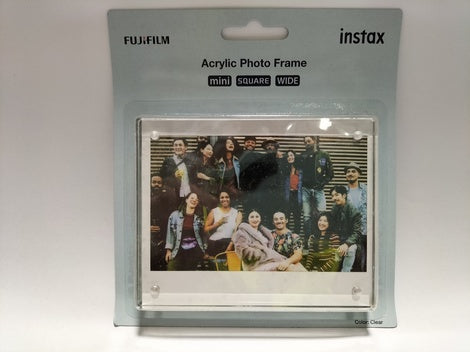 FUJIFILM
instax
Acrylic Photo Frame
mini SQUARE WIDE
Color: Clear